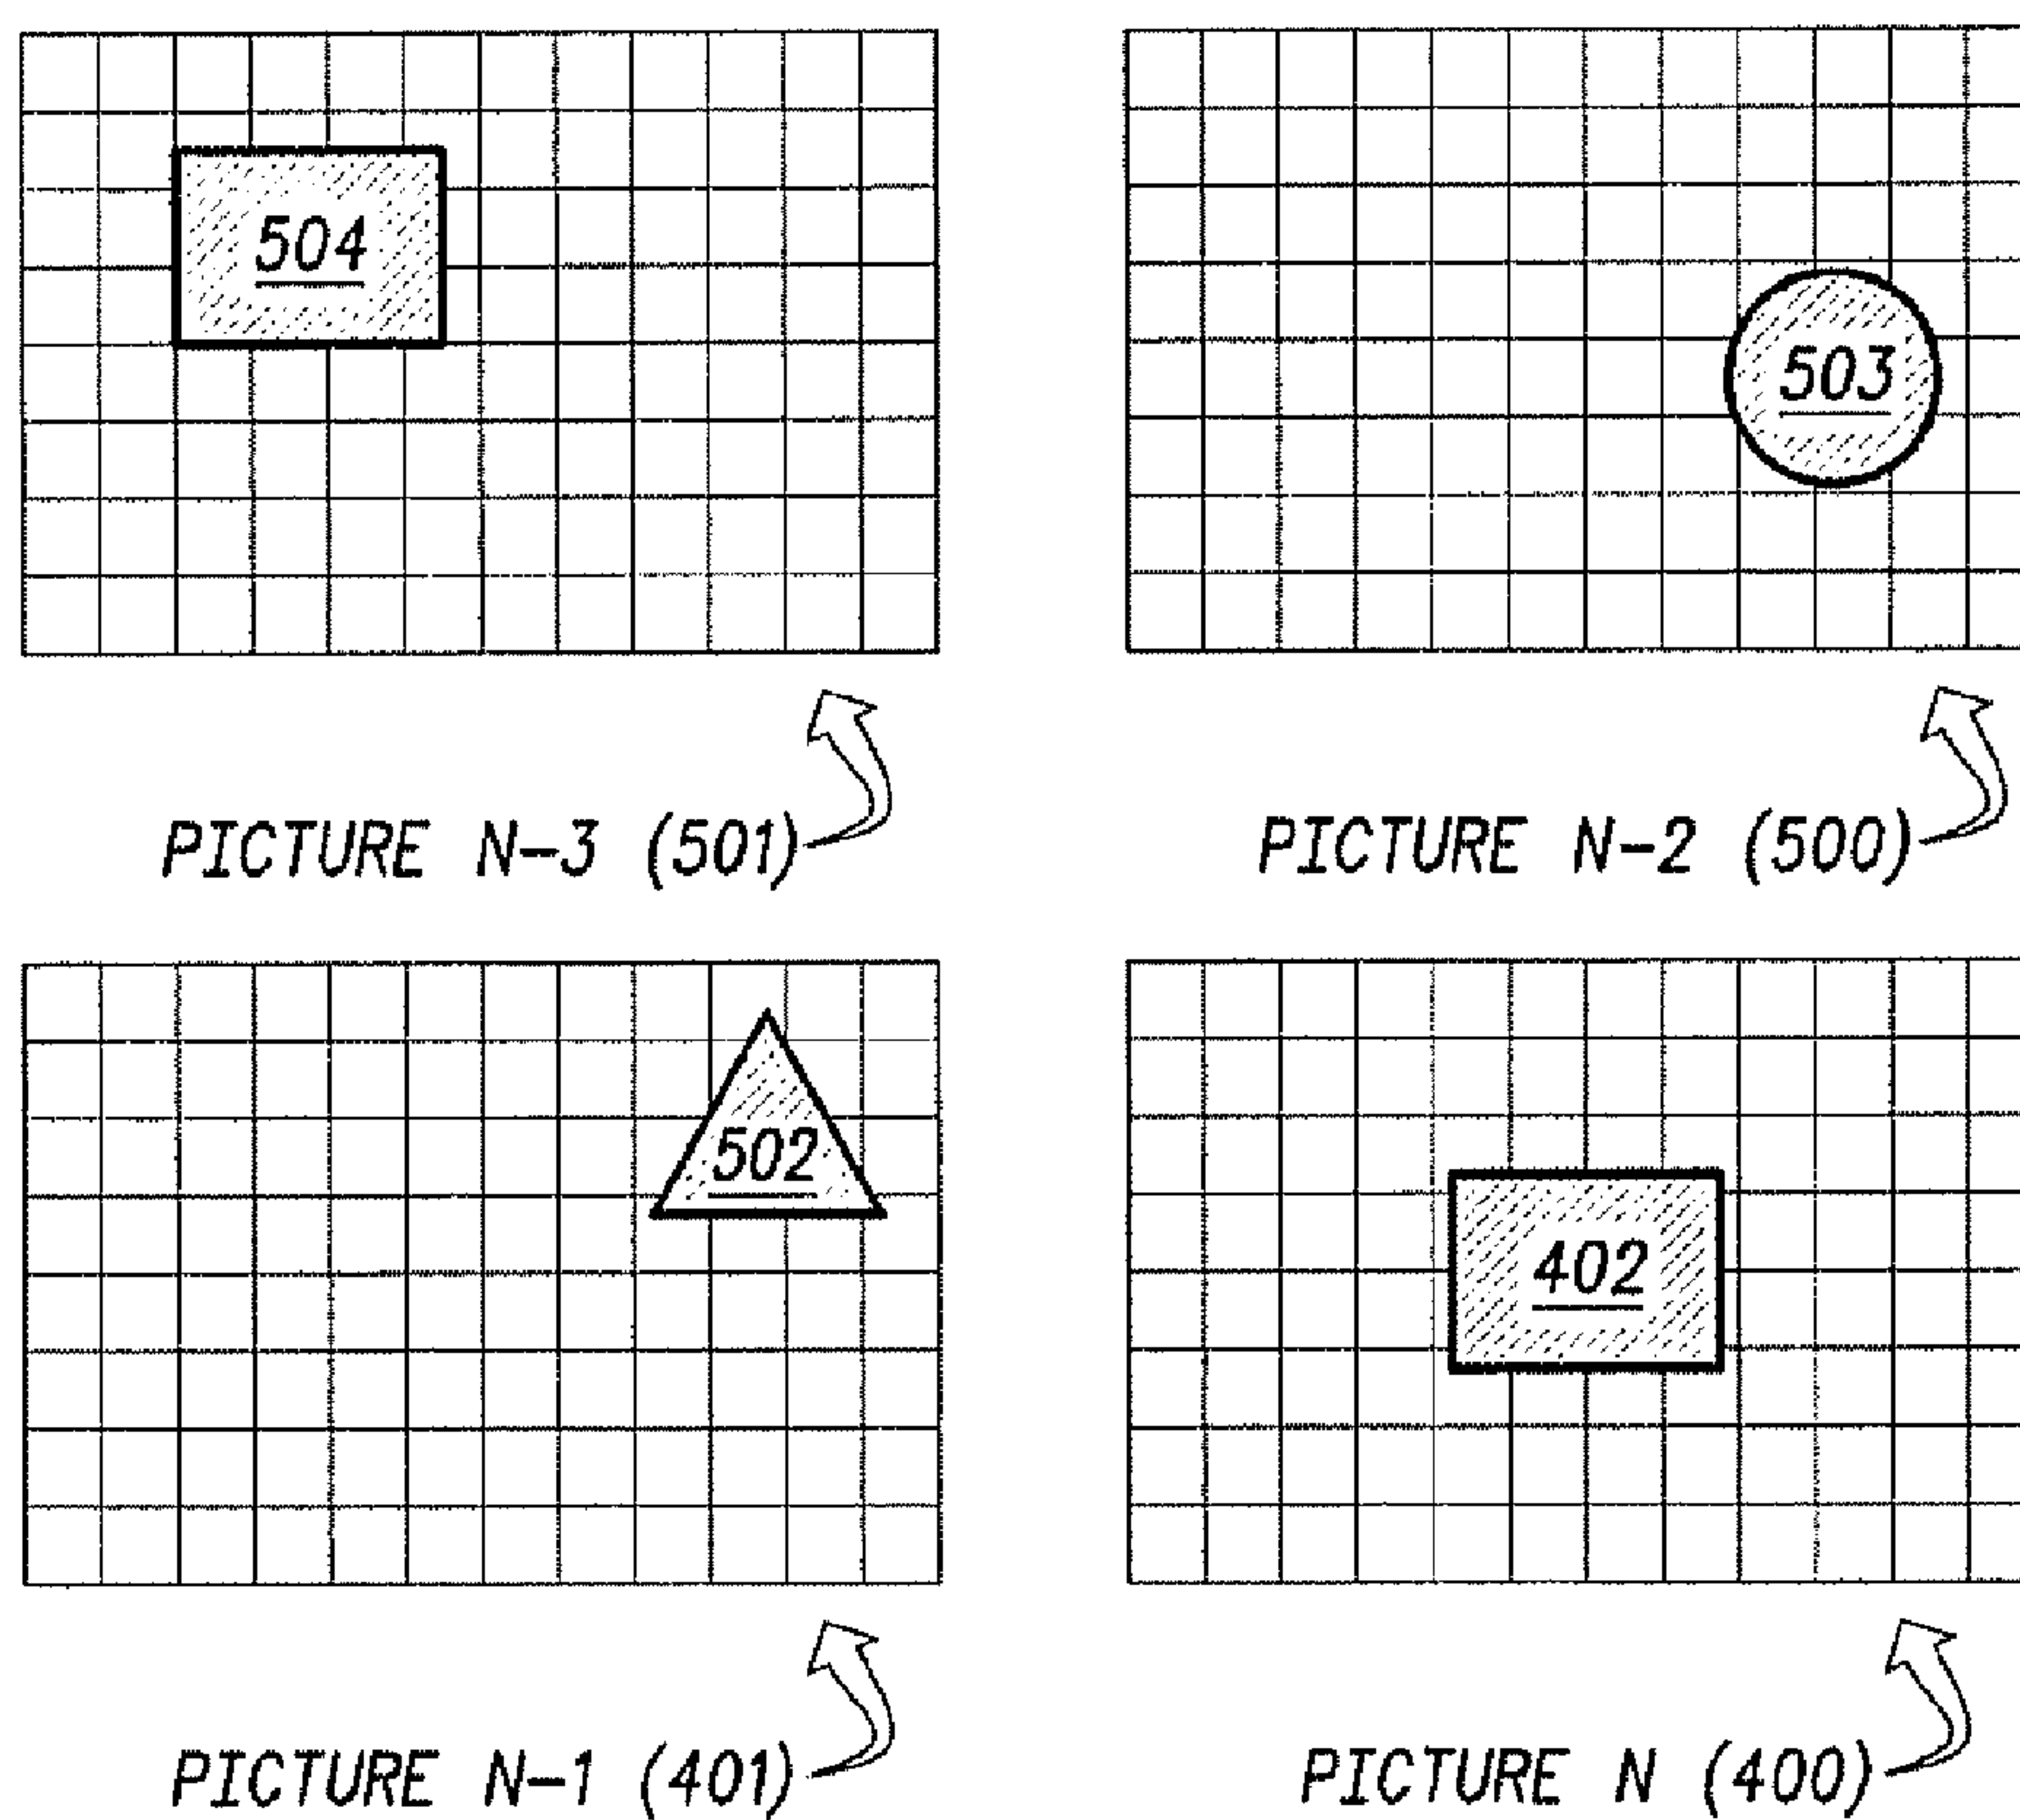 504
503
PICTURE N-3 (501)
PICTURE N-2 (500)
502
402
PICTURE N-1 (401)
PICTURE N (400)